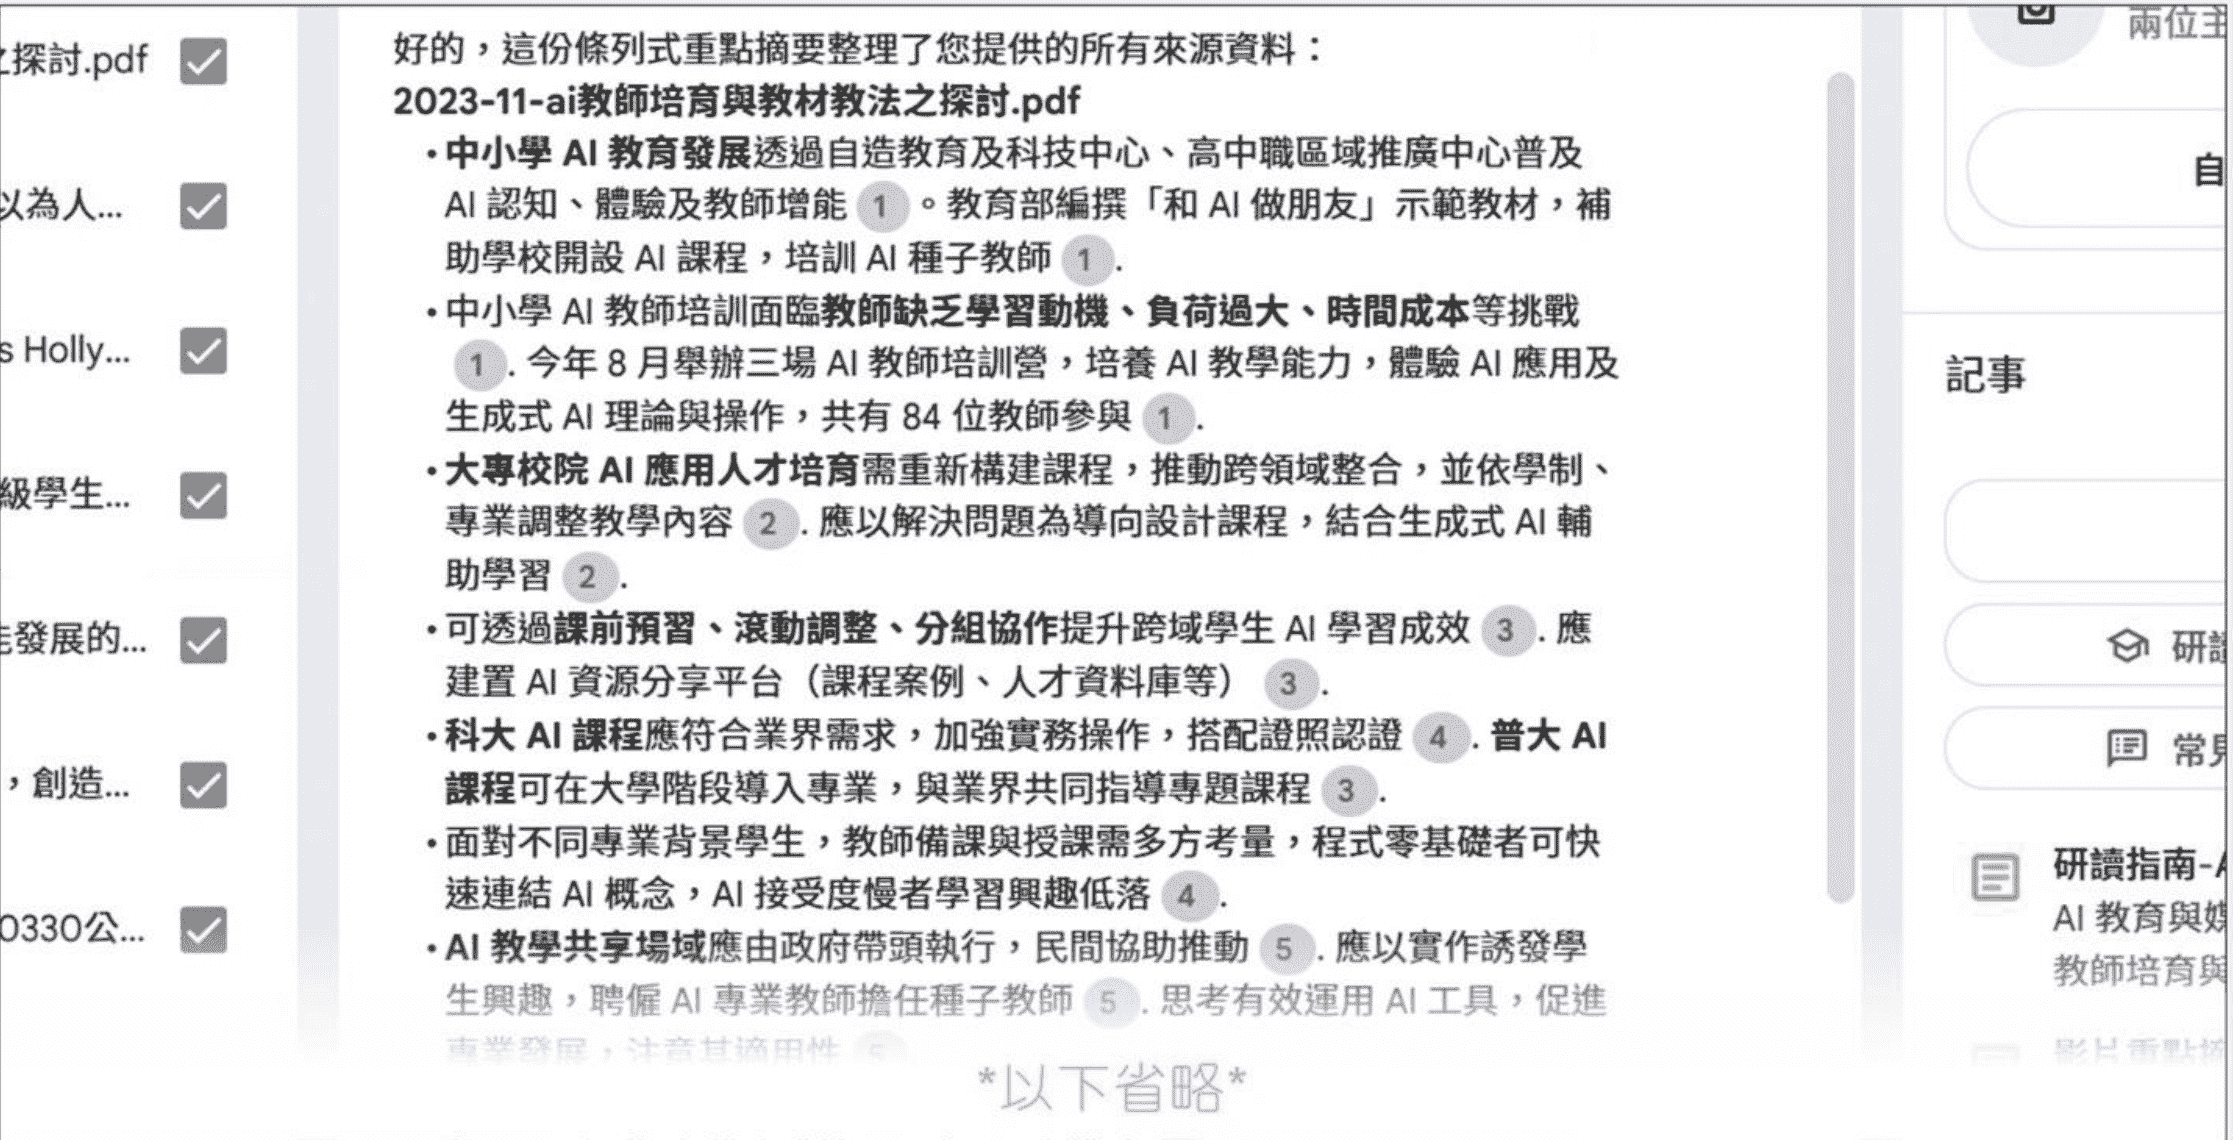 之探討.pdf
以為人...
s Holly...
級學生...
發展的...
，創造...
0330公...
好的，這份條列式重點摘要整理了您提供的所有來源資料：
2023-11-ai教師培育與教材教法之探討.pdf
•中小學 AI 教育發展透過自造教育及科技中心、高中職區域推廣中心普及
AI 認知、體驗及教師增能 1 。教育部編撰「和 AI 做朋友」示範教材，補
助學校開設 AI 課程，培訓 AI 種子教師 1 .
•中小學 AI 教師培訓面臨教師缺乏學習動機、負荷過大、時間成本等挑戰
1 . 今年 8 月舉辦三場 AI 教師培訓營，培養 AI 教學能力，體驗 AI 應用及
生成式 AI 理論與操作，共有 84 位教師參與 1 .
•大專校院 AI 應用人才培育需重新構建課程，推動跨領域整合，並依學制、
專業調整教學內容 2 . 應以解決問題為導向設計課程，結合生成式 AI 輔
助學習 2 .
•可透過課前預習、滾動調整、分組協作提升跨域學生 AI 學習成效 3 . 應
建置 AI 資源分享平台（課程案例、人才資料庫等） 3 .
•科大 AI 課程應符合業界需求，加強實務操作，搭配證照認證 4 . 普大 AI
課程可在大學階段導入專業，與業界共同指導專題課程 3 .
•面對不同專業背景學生，教師備課與授課需多方考量，程式零基礎者可快
速連結 AI 概念，AI 接受度慢者學習興趣低落 4 .
•AI 教學共享場域應由政府帶頭執行，民間協助推動 5 . 應以實作誘發學
生興趣，聘僱 AI 專業教師擔任種子教師 5 . 思考有效運用 AI 工具，促進
專業發展，注意其適用性 5
*以下省略*
兩位主
自
記事
研讀
常見
研讀指南-A
AI 教育與媒
教師培育與
影片重點摘